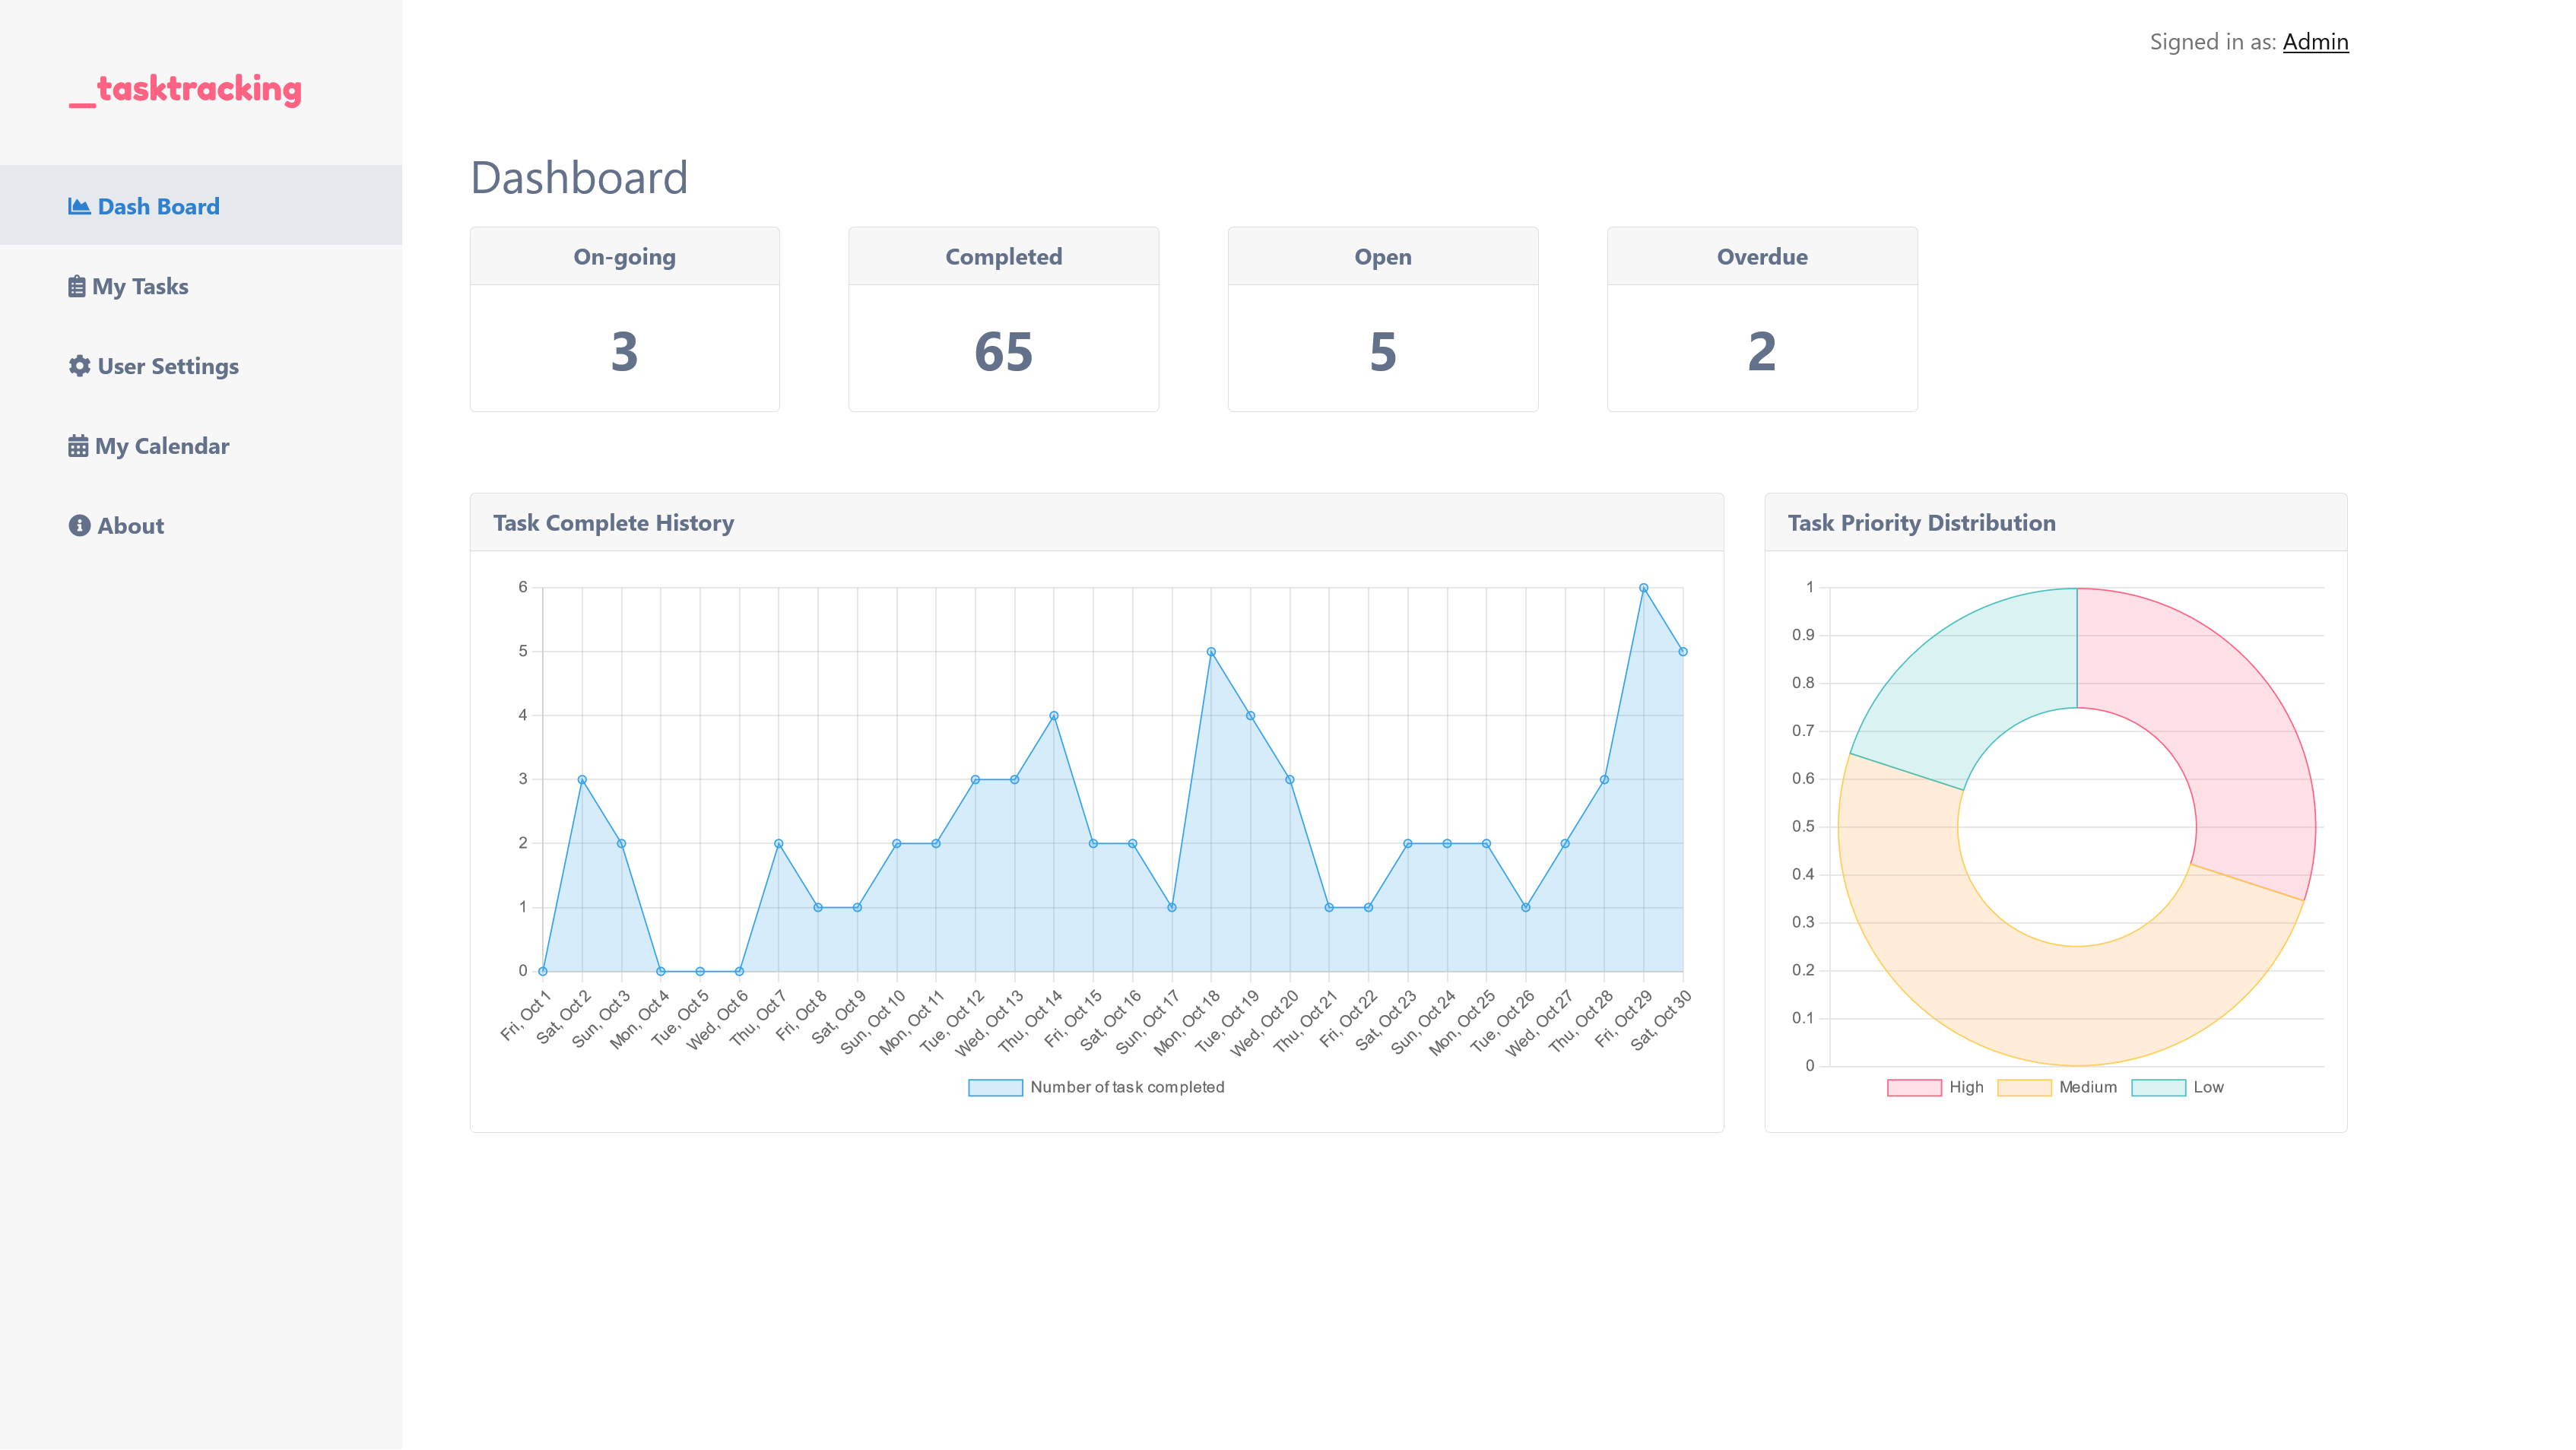 Signed in as: Admin
__tasktracking
Dash Board
My Tasks
User Settings
My Calendar
About
Dashboard
On-going
3
Completed
65
Open
5
Overdue
2
Task Complete History
6
5
4
3
2
1
0
Fri, Oct 1
Sat, Oct 2
Sun, Oct 3
Mon, Oct 4
Tue, Oct 5
Wed, Oct 6
Thu, Oct 7
Fri, Oct 8
Sat, Oct 9
Sun, Oct 10
Mon, Oct 11
Tue, Oct 12
Wed, Oct 13
Thu, Oct 14
Fri, Oct 15
Sat, Oct 16
Sun, Oct 17
Mon, Oct 18
Tue, Oct 19
Wed, Oct 20
Thu, Oct 21
Fri, Oct 22
Sat, Oct 23
Sun, Oct 24
Mon, Oct 25
Tue, Oct 26
Wed, Oct 27
Thu, Oct 28
Fri, Oct 29
Sat, Oct 30
Number of task completed
Task Priority Distribution
1
0.9
0.8
0.7
0.6
0.5
0.4
0.3
0.2
0.1
0
High
Medium
Low